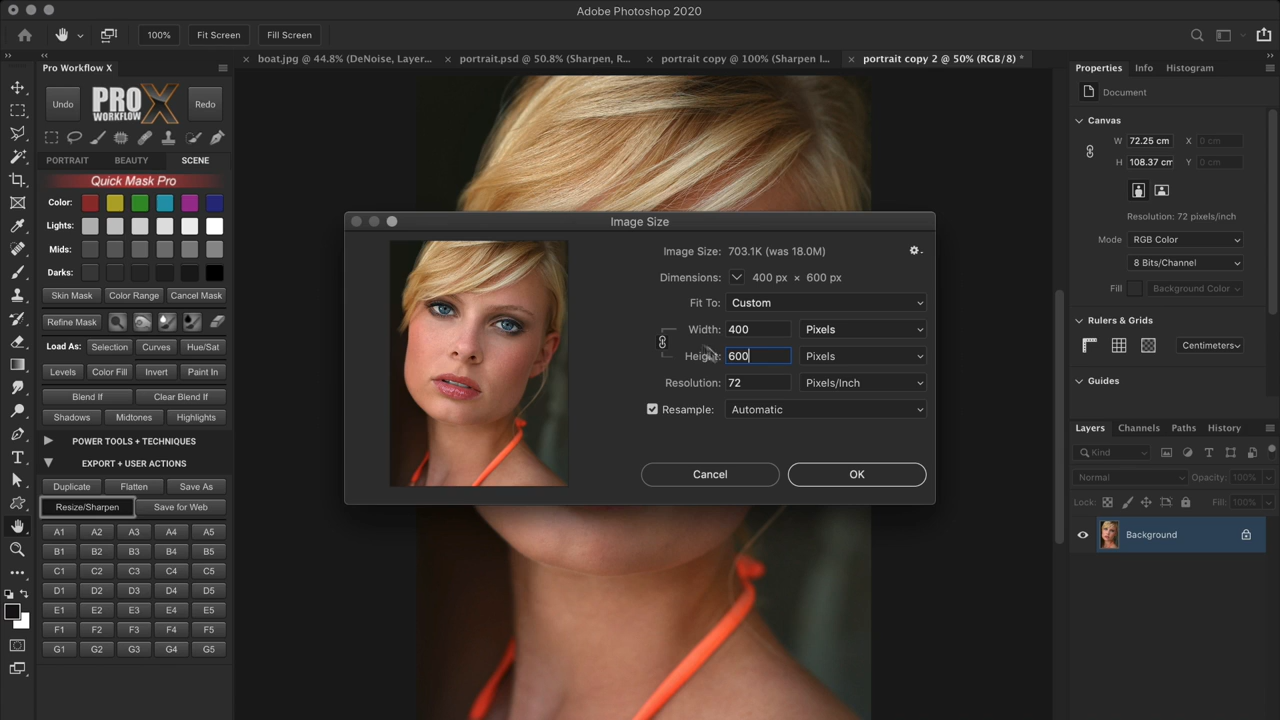 Adobe Photoshop 2020
100%
Fit Screen
Fill Screen
boat.jpg @ 44.8% (DeNoise, Layer...
portrait.psd @ 50.8% (Sharpen, R...
portrait copy @ 100% (Sharpen l...
portrait copy 2 @ 50% (RGB/8) *
Pro Workflow X
Undo
PRO X
WORKFLOW
Redo
PORTRAIT
BEAUTY
SCENE
Quick Mask Pro
Color:
Lights:
Mids:
Darks:
Skin Mask
Color Range
Cancel Mask
Refine Mask
Load As:
Selection
Curves
Hue/Sat
Levels
Color Fill
Invert
Paint In
Blend If
Clear Blend If
Shadows
Midtones
Highlights
POWER TOOLS + TECHNIQUES
EXPORT + USER ACTIONS
Duplicate
Flatten
Save As
Resize/Sharpen
Save for Web
A1 A2 A3 A4 A5
B1 B2 B3 B4 B5
C1 C2 C3 C4 C5
D1 D2 D3 D4 D5
E1 E2 E3 E4 E5
F1 F2 F3 F4 F5
G1 G2 G3 G4 G5
Image Size
Image Size: 703.1K (was 18.0M)
Dimensions: 400 px × 600 px
Fit To: Custom
Width: 400 Pixels
Height: 600 Pixels
Resolution: 72 Pixels/Inch
Resample: Automatic
Cancel
OK
Properties
Info
Histogram
Document
Canvas
W 72.25 cm X 0 cm
H 108.37 cm Y 0 cm
Resolution: 72 pixels/inch
Mode RGB Color
8 Bits/Channel
Fill Background Color
Rulers & Grids
Centimeters
Guides
Layers
Channels
Paths
History
Kind
Normal
Opacity: 100%
Lock:
Fill: 100%
Background